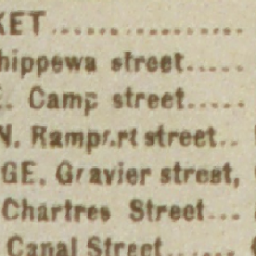 KET................
hippewa street.....
E. Camp street.....
N. Rampart street..
GE. Gravier street,
Chartres Street...
Canal Street......